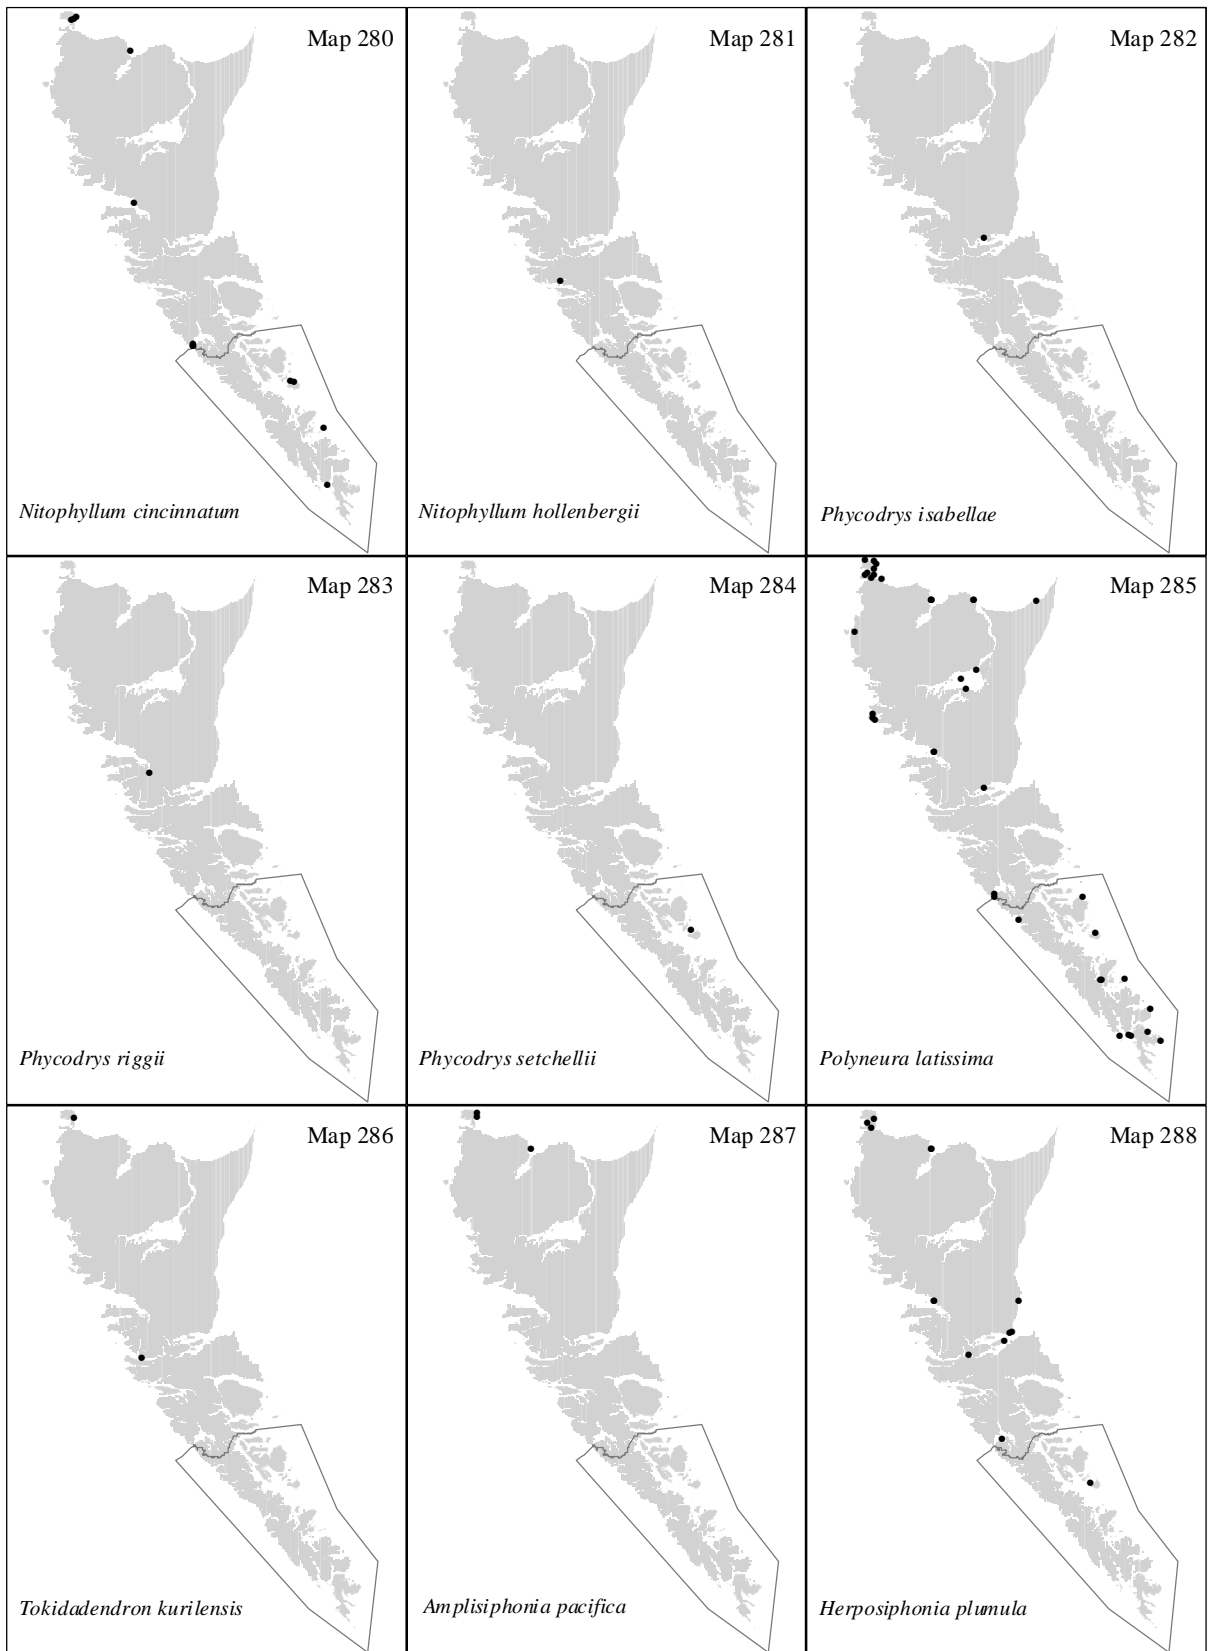 Map 280
Nitophyllum cincinnatum
Map 281
Nitophyllum hollenbergii
Map 282
Phycodrys isabellae
Map 283
Phycodrys riggii
Map 284
Phycodrys setchellii
Map 285
Polyneura latissima
Map 286
Tokidadendron kurilensis
Map 287
Amplisiphonia pacifica
Map 288
Herposiphonia plumula